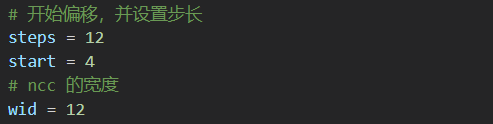 # 开始偏移，并设置步长
steps = 12
start = 4
# ncc 的宽度
wid = 12